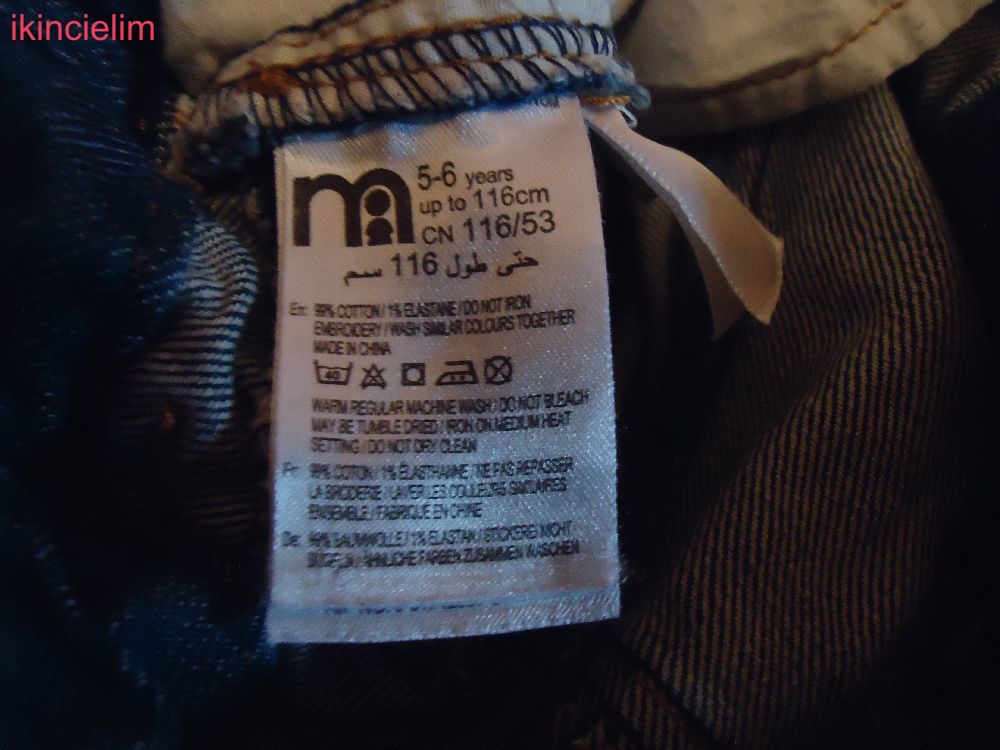 ikincielim
5-6 years
up to 116cm
CN 116/53
حتى طول 116 سم
En: 99% COTTON / 1% ELASTANE / DO NOT IRON
EMBROIDERY / WASH SIMILAR COLOURS TOGETHER
MADE IN CHINA
40
WARM REGULAR MACHINE WASH / DO NOT BLEACH
MAY BE TUMBLE DRIED / IRON ON MEDIUM HEAT
SETTING / DO NOT DRY CLEAN
Fr: 99% COTON / 1% ELASTHANNE / NE PAS REPASSER
LA BRODERIE / LAVER LES COULEURS SIMILAIRES
ENSEMBLE / FABRIQUE EN CHINE
De: 99% BAUMWOLLE / 1% ELASTAN / STICKEREI NICHT
BÜGELN / ÄHNLICHE FARBEN ZUSAMMEN WASCHEN